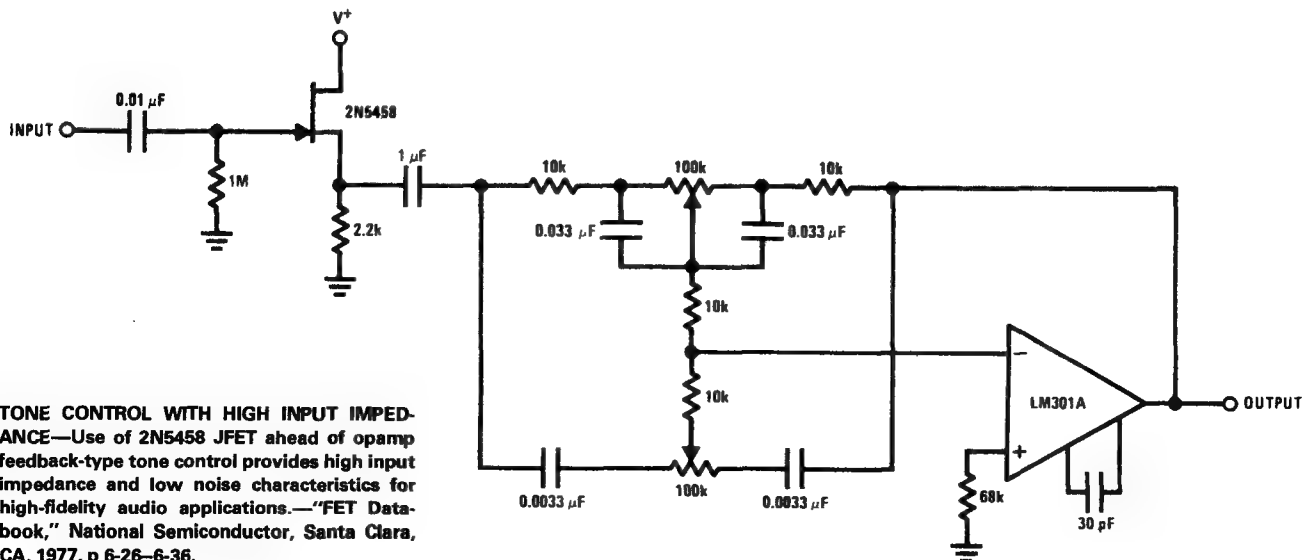 V+
0.01 µF
INPUT
2N5458
1M
1 µF
2.2k
10k
100k
10k
0.033 µF
0.033 µF
10k
10k
−
LM301A
OUTPUT
+
68k
30 pF
0.0033 µF
100k
0.0033 µF
TONE CONTROL WITH HIGH INPUT IMPED-
ANCE—Use of 2N5458 JFET ahead of opamp
feedback-type tone control provides high input
impedance and low noise characteristics for
high-fidelity audio applications.—"FET Data-
book," National Semiconductor, Santa Clara,
CA, 1977, p 6-26–6-36.